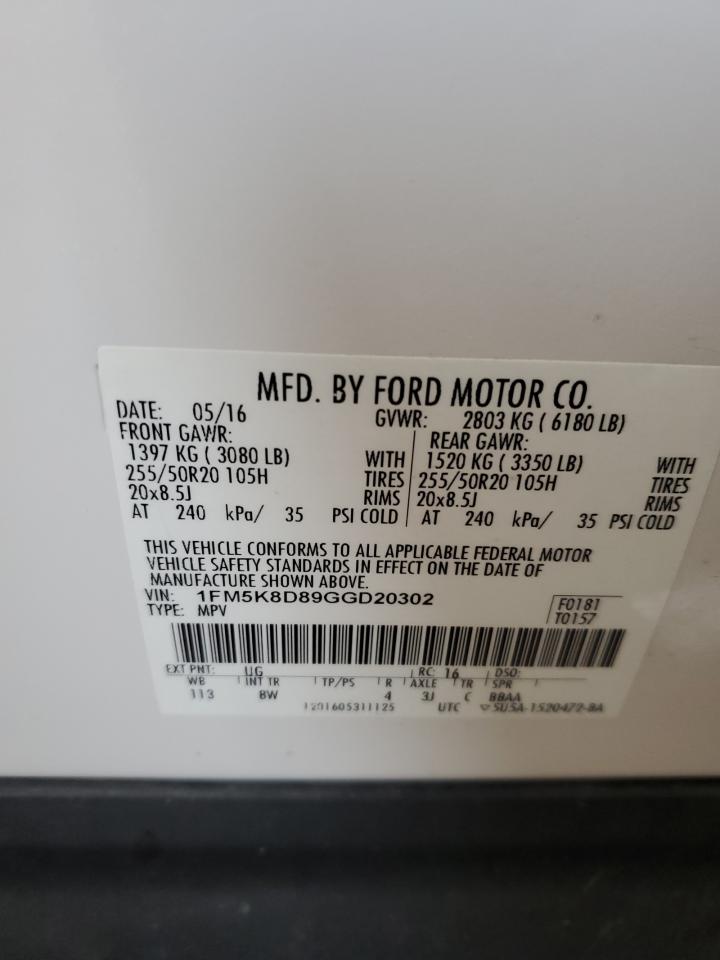 MFD. BY FORD MOTOR CO.
DATE: 05/16 GVWR: 2803 KG ( 6180 LB)
FRONT GAWR: REAR GAWR:
1397 KG ( 3080 LB) WITH 1520 KG ( 3350 LB) WITH
255/50R20 105H TIRES 255/50R20 105H TIRES
20x8.5J RIMS 20x8.5J RIMS
AT 240 kPa/ 35 PSI COLD AT 240 kPa/ 35 PSI COLD
THIS VEHICLE CONFORMS TO ALL APPLICABLE FEDERAL MOTOR
VEHICLE SAFETY STANDARDS IN EFFECT ON THE DATE OF
MANUFACTURE SHOWN ABOVE.
VIN: 1FM5K8D89GGD20302 F0181
TYPE: MPV T0157
EXT PNT: UG RC: 16 DSO:
WB INT TR TP/PS R AXLE TR SPR
113 BW 4 3J C BBAA
1201605311125 UTC ▽5U5A-1520472-BA